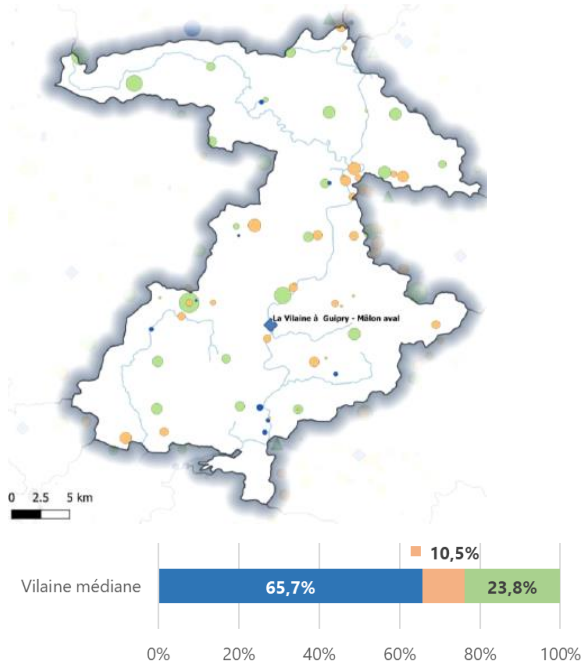 La Vilaine à Guipry - Mâlon aval
0 2.5 5 km
10,5%
Vilaine médiane 65,7% 23,8%
0% 20% 40% 60% 80% 100%